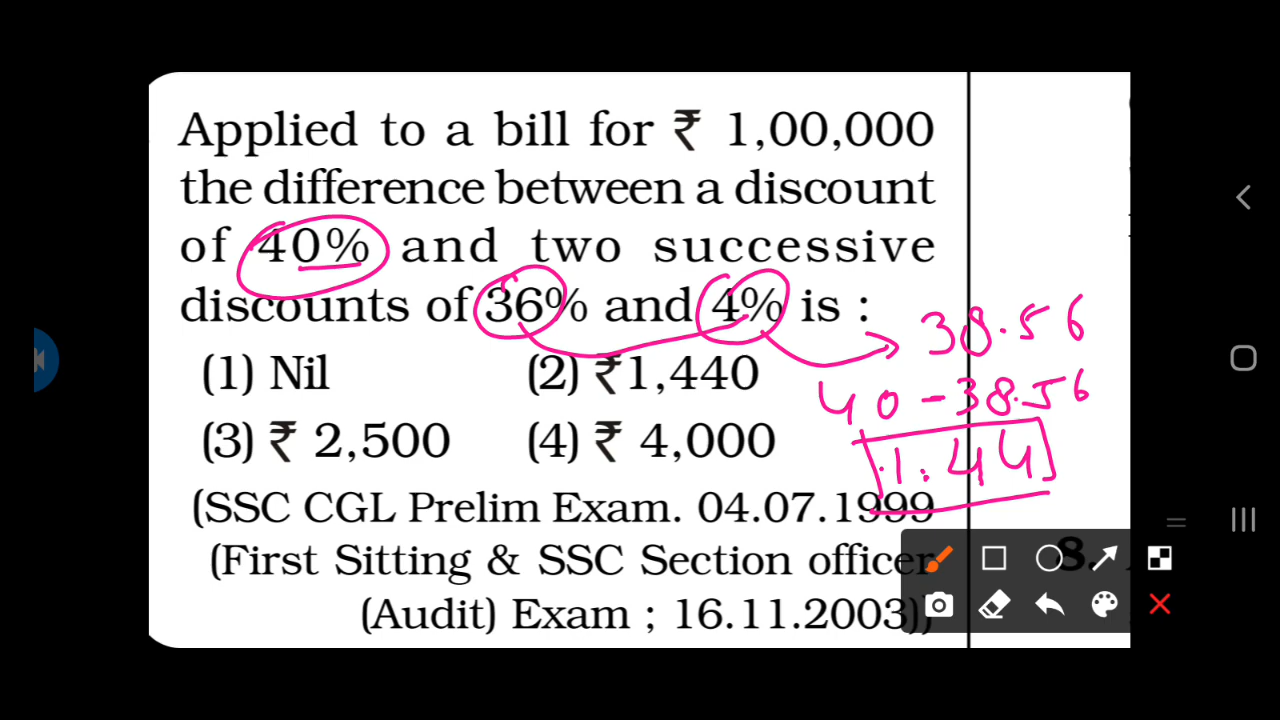 Applied to a bill for ₹ 1,00,000
the difference between a discount
of 40% and two successive
discounts of 36% and 4% is :
38.56
(1) Nil (2) ₹1,440
40-38.56
(3) ₹ 2,500 (4) ₹ 4,000
1.44
(SSC CGL Prelim Exam. 04.07.1999
(First Sitting & SSC Section officer
8.
(Audit) Exam ; 16.11.2003))